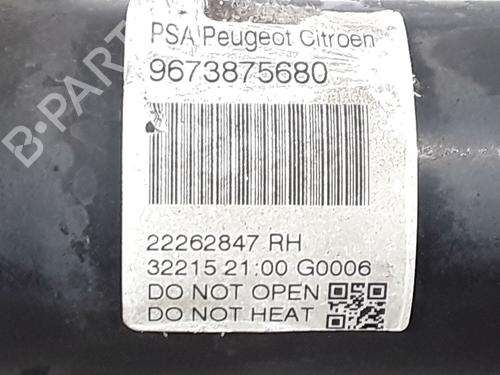 PSA Peugeot Citroen
9673875680
22262847 RH
32215 21:00 G0006
DO NOT OPEN
DO NOT HEAT
B-PARTS